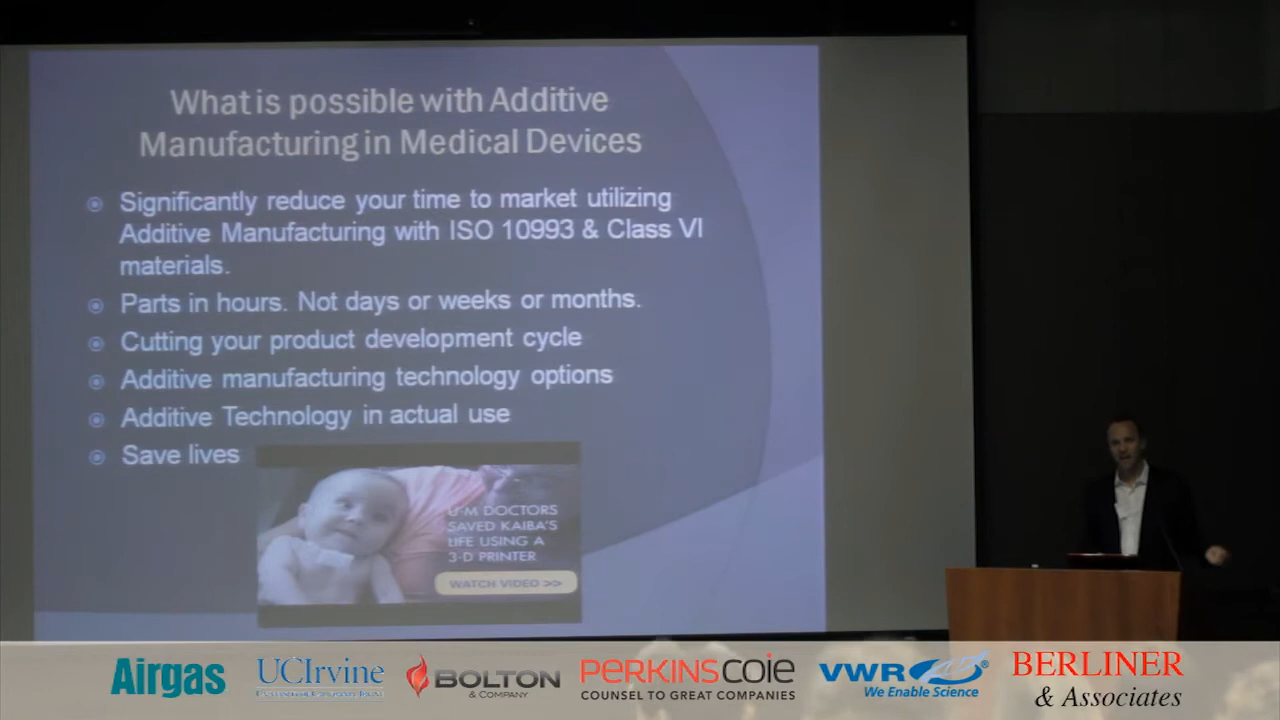 What is possible with Additive
Manufacturing in Medical Devices
Significantly reduce your time to market utilizing
Additive Manufacturing with ISO 10993 & Class VI
materials.
Parts in hours. Not days or weeks or months.
Cutting your product development cycle
Additive manufacturing technology options
Additive Technology in actual use
Save lives
U-M DOCTORS
SAVED KAIBA'S
LIFE USING A
3-D PRINTER
WATCH VIDEO >>
Airgas
UCIrvine
BOLTON
& COMPANY
PERKINSCOIE
COUNSEL TO GREAT COMPANIES
VWR®
We Enable Science
BERLINER
& Associates